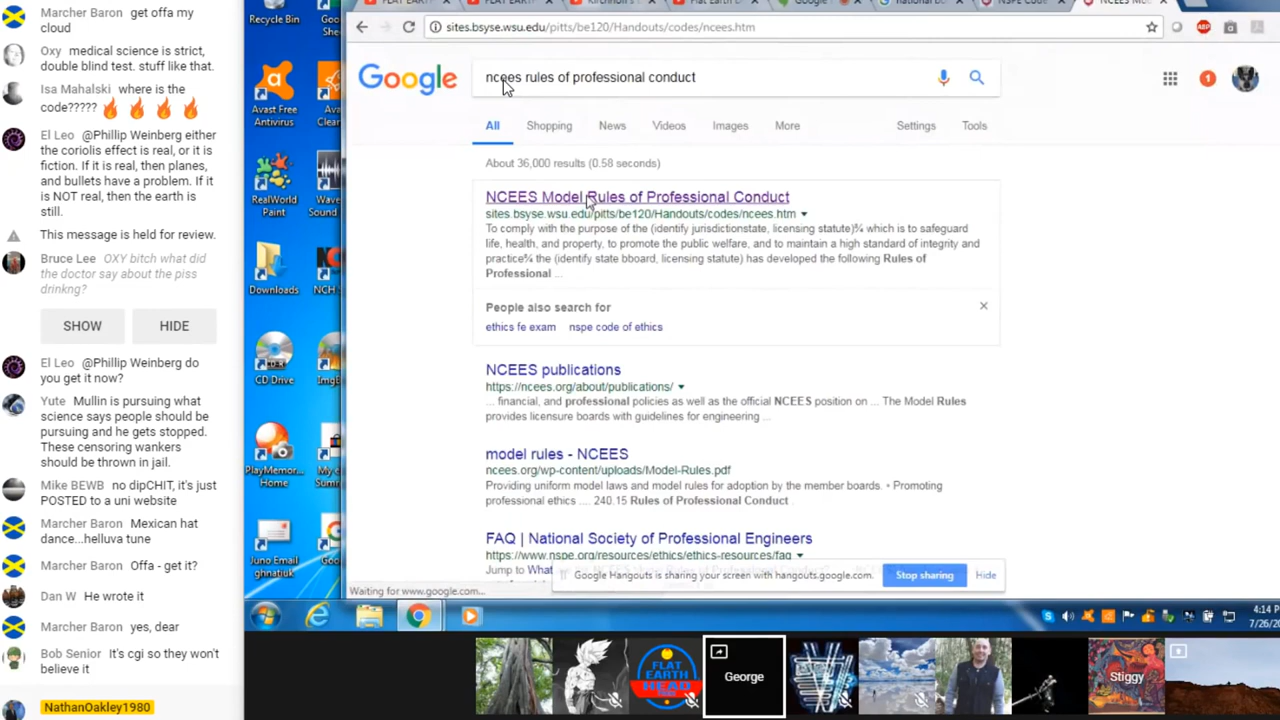 Marcher Baron get offa my
cloud
Oxy medical science is strict,
double blind test. stuff like that.
Isa Mahalski where is the
code?????
El Leo @Phillip Weinberg either
the coriolis effect is real, or it is
fiction. If it is real, then planes,
and bullets have a problem. If it
is NOT real, then the earth is
still.
This message is held for review.
Bruce Lee OXY bitch what did
the doctor say about the piss
drinkng?
SHOW HIDE
El Leo @Phillip Weinberg do
you get it now?
Yute Mullin is pursuing what
science says people should be
pursuing and he gets stopped.
These censoring wankers
should be thrown in jail.
Mike BEWB no dipCHIT, it's just
POSTED to a uni website
Marcher Baron Mexican hat
dance...helluva tune
Marcher Baron Offa - get it?
Dan W He wrote it
Marcher Baron yes, dear
Bob Senior It's cgi so they won't
believe it
NathanOakley1980
Recycle Bin
Avast Free
Antivirus
RealWorld
Paint
Downloads
CD Drive
PlayMemor...
Home
Juno Email
ghnatiuk
sites.bsyse.wsu.edu/pitts/be120/Handouts/codes/ncees.htm
Google
ncees rules of professional conduct
1
All Shopping News Videos Images More Settings Tools
About 36,000 results (0.58 seconds)
NCEES Model Rules of Professional Conduct
sites.bsyse.wsu.edu/pitts/be120/Handouts/codes/ncees.htm
To comply with the purpose of the (identify jurisdictionstate, licensing statute)¾ which is to safeguard
life, health, and property, to promote the public welfare, and to maintain a high standard of integrity and
practice¾ the (identify state bboard, licensing statute) has developed the following Rules of
Professional ...
People also search for
ethics fe exam nspe code of ethics
NCEES publications
https://ncees.org/about/publications/
... financial, and professional policies as well as the official NCEES position on ... The Model Rules
provides licensure boards with guidelines for engineering ...
model rules - NCEES
ncees.org/wp-content/uploads/Model-Rules.pdf
Providing uniform model laws and model rules for adoption by the member boards. • Promoting
professional ethics .... 240.15 Rules of Professional Conduct .
FAQ | National Society of Professional Engineers
https://www.nspe.org/resources/ethics/ethics-resources/faq
Jump to What
Google Hangouts is sharing your screen with hangouts.google.com. Stop sharing Hide
Waiting for www.google.com...
4:14 P
7/26/20
FLAT
EARTH
HEAD
George
Stiggy